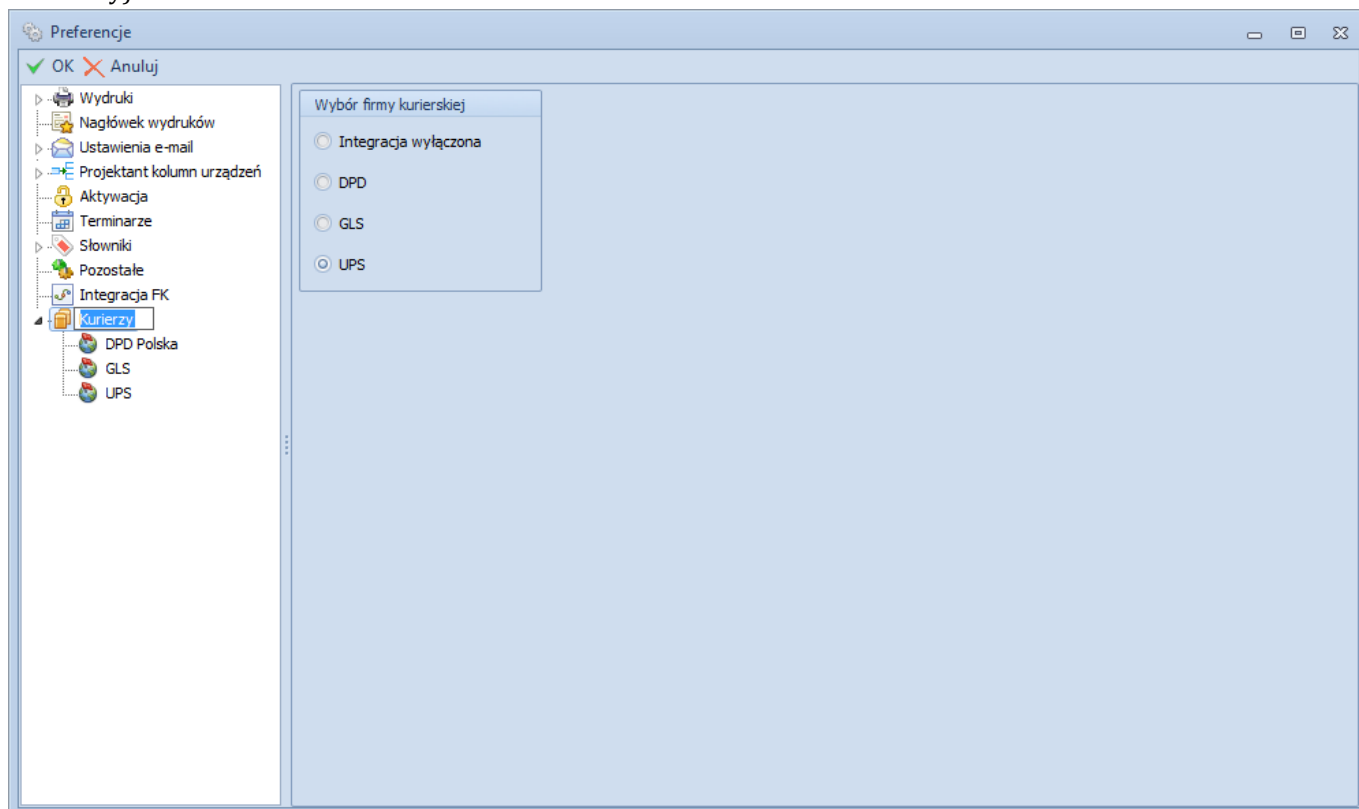 Preferencje
OK Anuluj
Wydruki
Nagłówek wydruków
Ustawienia e-mail
Projektant kolumn urządzeń
Aktywacja
Terminarze
Słowniki
Pozostałe
Integracja FK
Kurierzy
DPD Polska
GLS
UPS
Wybór firmy kurierskiej
Integracja wyłączona
DPD
GLS
UPS